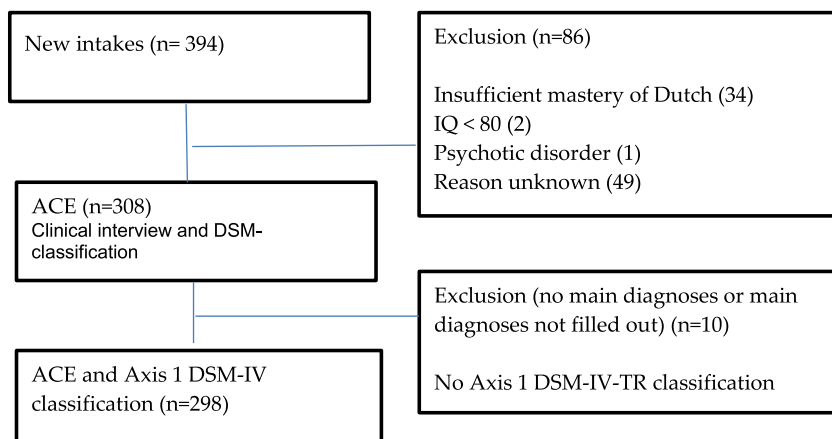 New intakes (n= 394)
Exclusion (n=86)
Insufficient mastery of Dutch (34)
IQ < 80 (2)
Psychotic disorder (1)
Reason unknown (49)
ACE (n=308)
Clinical interview and DSM-
classification
Exclusion (no main diagnoses or main
diagnoses not filled out) (n=10)
No Axis 1 DSM-IV-TR classification
ACE and Axis 1 DSM-IV
classification (n=298)